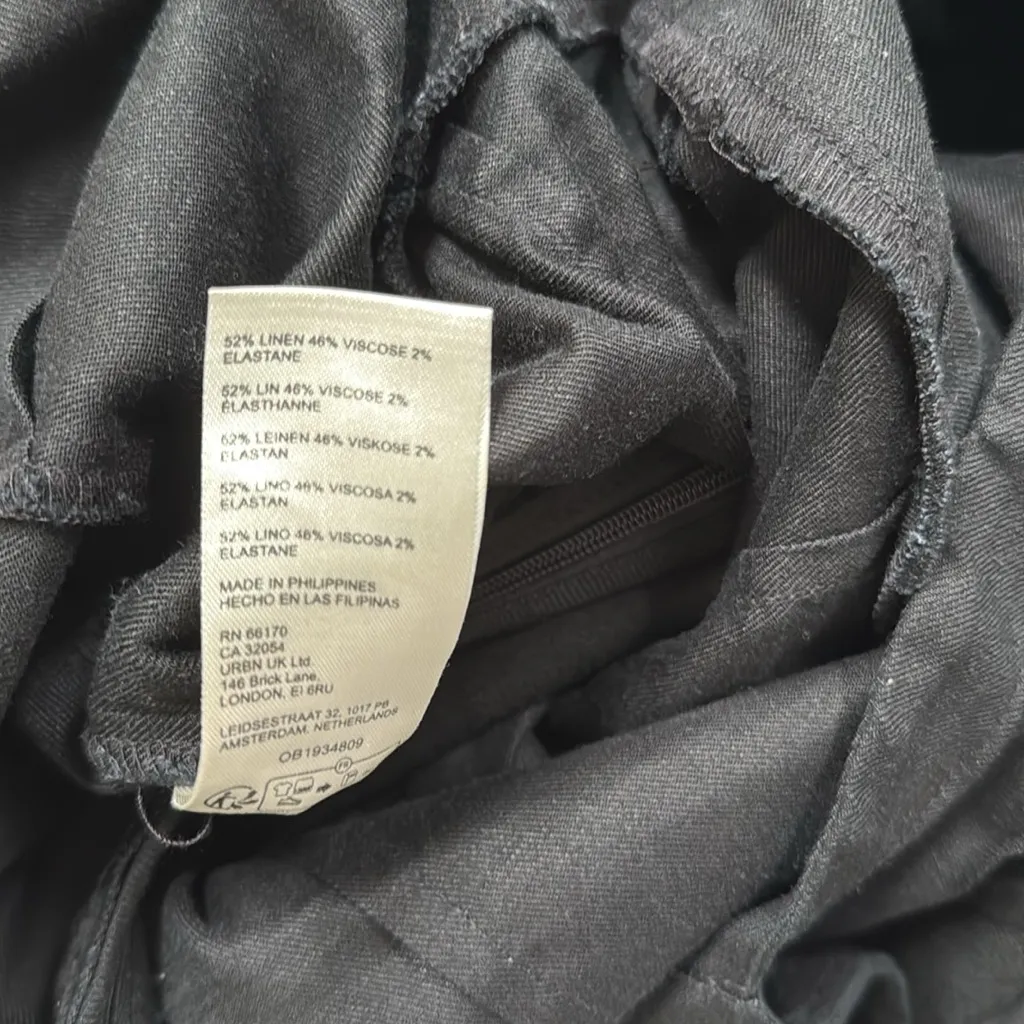 52% LINEN 46% VISCOSE 2%
ELASTANE
52% LIN 46% VISCOSE 2%
ÉLASTHANNE
52% LEINEN 46% VISKOSE 2%
ELASTAN
52% LINO 46% VISCOSA 2%
ELASTAN
52% LINO 46% VISCOSA 2%
ELASTANE
MADE IN PHILIPPINES
HECHO EN LAS FILIPINAS
RN 66170
CA 32054
URBN UK Ltd.
146 Brick Lane,
LONDON, E1 6RU
LEIDSESTRAAT 32, 1017 PB
AMSTERDAM, NETHERLANDS
OB1934809
FR